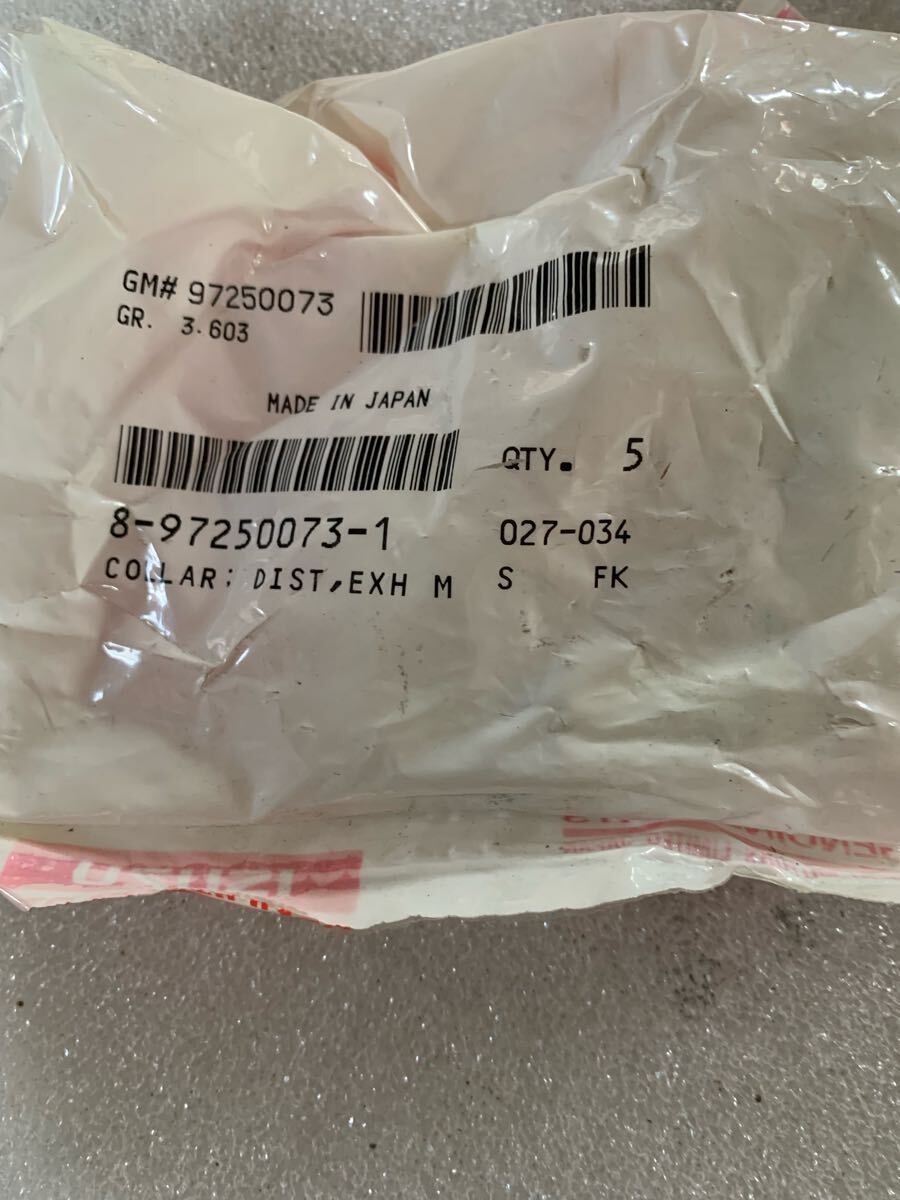 GM# 97250073
GR. 3.603
MADE IN JAPAN
QTY. 5
8-97250073-1 027-034
COLLAR; DIST,EXH M S FK
ISUZU